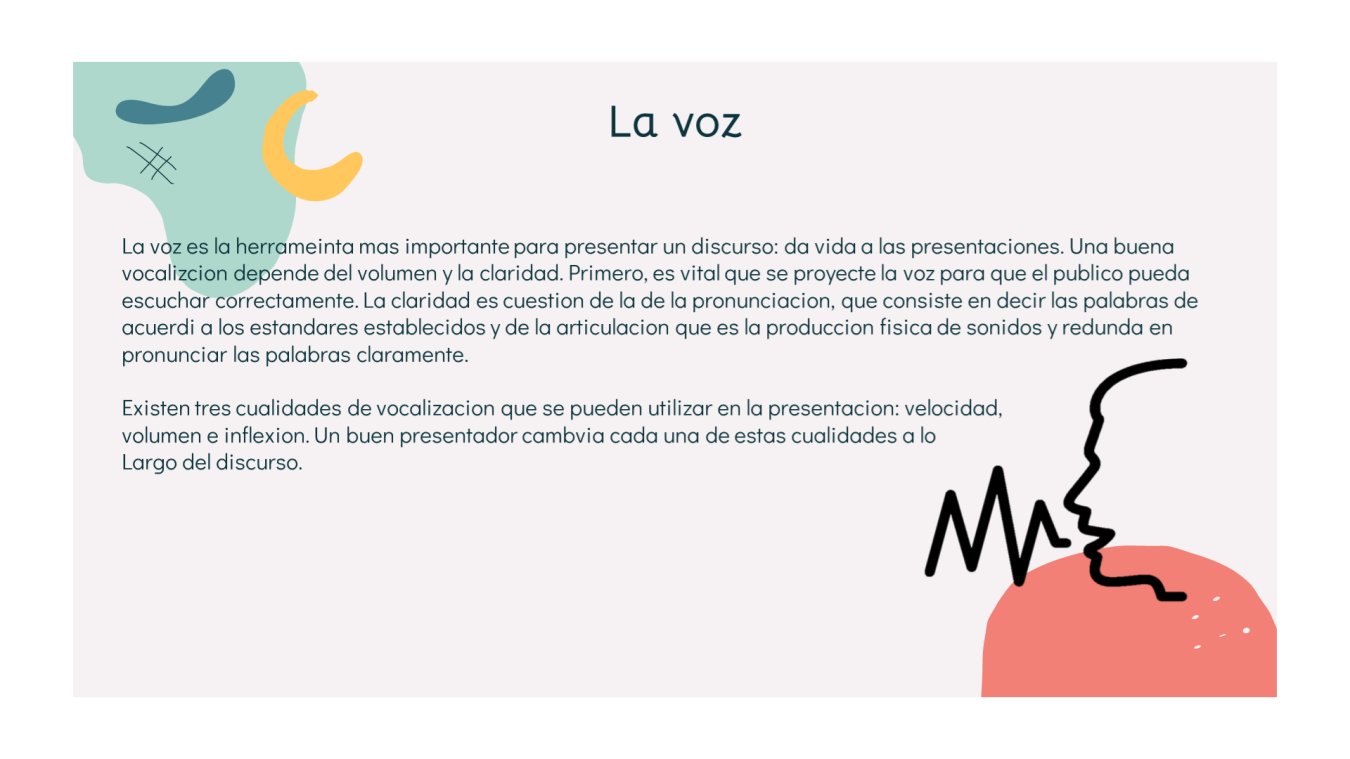 La voz
La voz es la herrameinta mas importante para presentar un discurso: da vida a las presentaciones. Una buena
vocalizcion depende del volumen y la claridad. Primero, es vital que se proyecte la voz para que el publico pueda
escuchar correctamente. La claridad es cuestion de la de la pronunciacion, que consiste en decir las palabras de
acuerdi a los estandares establecidos y de la articulacion que es la produccion fisica de sonidos y redunda en
pronunciar las palabras claramente.
Existen tres cualidades de vocalizacion que se pueden utilizar en la presentacion: velocidad,
volumen e inflexion. Un buen presentador cambvia cada una de estas cualidades a lo
Largo del discurso.